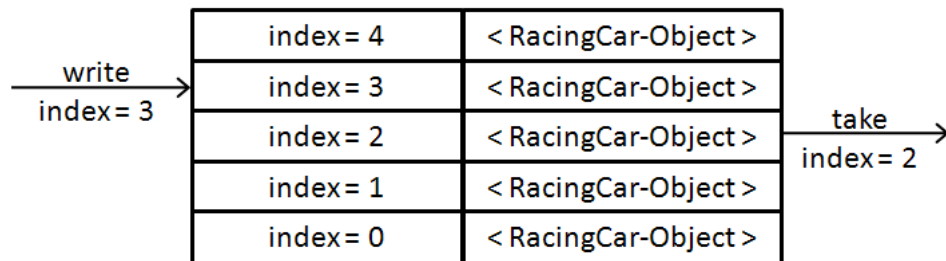 index = 4 < RacingCar-Object >
write
index = 3
index = 3 < RacingCar-Object >
index = 2 < RacingCar-Object >
take
index = 2
index = 1 < RacingCar-Object >
index = 0 < RacingCar-Object >